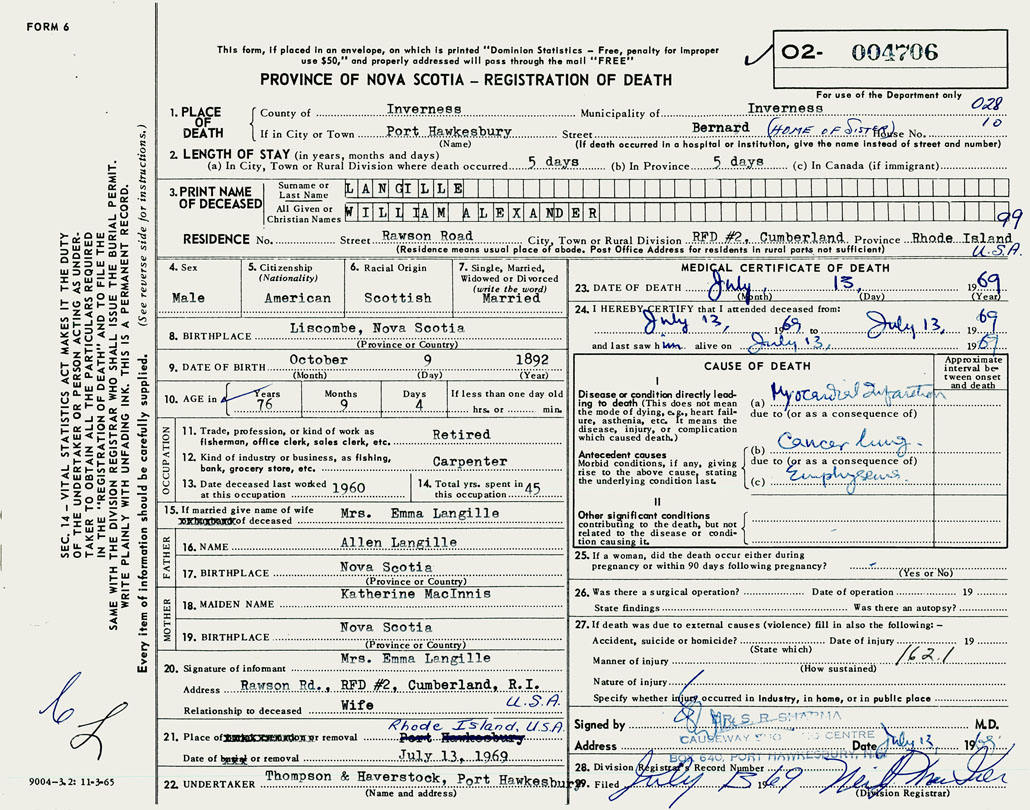 FORM 6
This form, if placed in an envelope, on which is printed "Dominion Statistics – Free, penalty for improper
use $50," and properly addressed will pass through the mail "FREE"
PROVINCE OF NOVA SCOTIA – REGISTRATION OF DEATH
O2- 004706
For use of the Department only
028
10
1. PLACE OF DEATH
County of Inverness Municipality of Inverness
If in City or Town Port Hawkesbury Street Bernard (HOME OF SISTER) House No.
(Name) (If death occurred in a hospital or institution, give the name instead of street and number)
2. LENGTH OF STAY (in years, months and days)
(a) In City, Town or Rural Division where death occurred 5 days (b) In Province 5 days (c) In Canada (if immigrant)
3. PRINT NAME OF DECEASED
Surname or Last Name LANGILLE
All Given or Christian Names WILLIAM ALEXANDER
99
RESIDENCE No. Street Rawson Road City, Town or Rural Division RFD #2, Cumberland Province Rhode Island
(Residence means usual place of abode. Post Office Address for residents in rural parts not sufficient) U.S.A.
4. Sex
Male
5. Citizenship
(Nationality)
American
6. Racial Origin
Scottish
7. Single, Married,
Widowed or Divorced
(write the word)
Married
8. BIRTHPLACE Liscombe, Nova Scotia
(Province or Country)
9. DATE OF BIRTH October 9 1892
(Month) (Day) (Year)
10. AGE in Years 76 Months 9 Days 4 If less than one day old
hrs. or min.
OCCUPATION
11. Trade, profession, or kind of work as
fisherman, office clerk, sales clerk, etc. Retired
12. Kind of industry or business, as fishing,
bank, grocery store, etc. Carpenter
13. Date deceased last worked
at this occupation 1960
14. Total yrs. spent in
this occupation 45
15. If married give name of wife
of deceased Mrs. Emma Langille
FATHER
16. NAME Allen Langille
17. BIRTHPLACE Nova Scotia
(Province or Country)
MOTHER
18. MAIDEN NAME Katherine MacInnis
19. BIRTHPLACE Nova Scotia
(Province or Country)
20. Signature of informant Mrs. Emma Langille
Address Rawson Rd., RFD #2, Cumberland, R.I.
U.S.A.
Relationship to deceased Wife
Rhode Island, U.S.A.
21. Place of or removal Port Hawkesbury
Date of or removal July 13, 1969
22. UNDERTAKER Thompson & Haverstock, Port Hawkesbury
(Name and address)
MEDICAL CERTIFICATE OF DEATH
23. DATE OF DEATH July 13, 1969
(Month) (Day) (Year)
24. I HEREBY CERTIFY that I attended deceased from:
July 13, 1969 to July 13, 1969
and last saw him alive on July 13, 1969
CAUSE OF DEATH
Approximate
interval be-
tween onset
and death
I
Disease or condition directly lead-
ing to death (This does not mean
the mode of dying, e.g., heart fail-
ure, asthenia, etc. It means the
disease, injury, or complication
which caused death.)
(a) Myocardial Infarction
due to (or as a consequence of)
Antecedent causes
Morbid conditions, if any, giving
rise to the above cause, stating
the underlying condition last.
(b) Cancer lung.
due to (or as a consequence of)
(c) Emphysema
II
Other significant conditions
contributing to the death, but not
related to the disease or condi-
tion causing it.
25. If a woman, did the death occur either during
pregnancy or within 90 days following pregnancy?
(Yes or No)
26. Was there a surgical operation? Date of operation 19
State findings Was there an autopsy?
27. If death was due to external causes (violence) fill in also the following: –
Accident, suicide or homicide? Date of injury 19
(State which) 162.1
Manner of injury
(How sustained)
Nature of injury
Specify whether injury occurred in industry, in home, or in public place
Signed by M.D.
S. R. SHARMA
CAUSEWAY CENTRE
Address Date July 13, 19
BOX 640, PORT HAWKESBURY, N.S.
28. Division Registrar's Record Number
29. Filed July 13 1969
(Division Registrar)
SEC. 14 – VITAL STATISTICS ACT MAKES IT THE DUTY
OF THE UNDERTAKER OR PERSON ACTING AS UNDER-
TAKER TO OBTAIN ALL THE PARTICULARS REQUIRED
IN THE "REGISTRATION OF DEATH" AND TO FILE THE
SAME WITH THE DIVISION REGISTRAR WHO SHALL ISSUE THE BURIAL PERMIT.
WRITE PLAINLY WITH UNFADING INK. THIS IS A PERMANENT RECORD.
Every item of information should be carefully supplied. (See reverse side for instructions.)
9004-3.2: 11-3-65